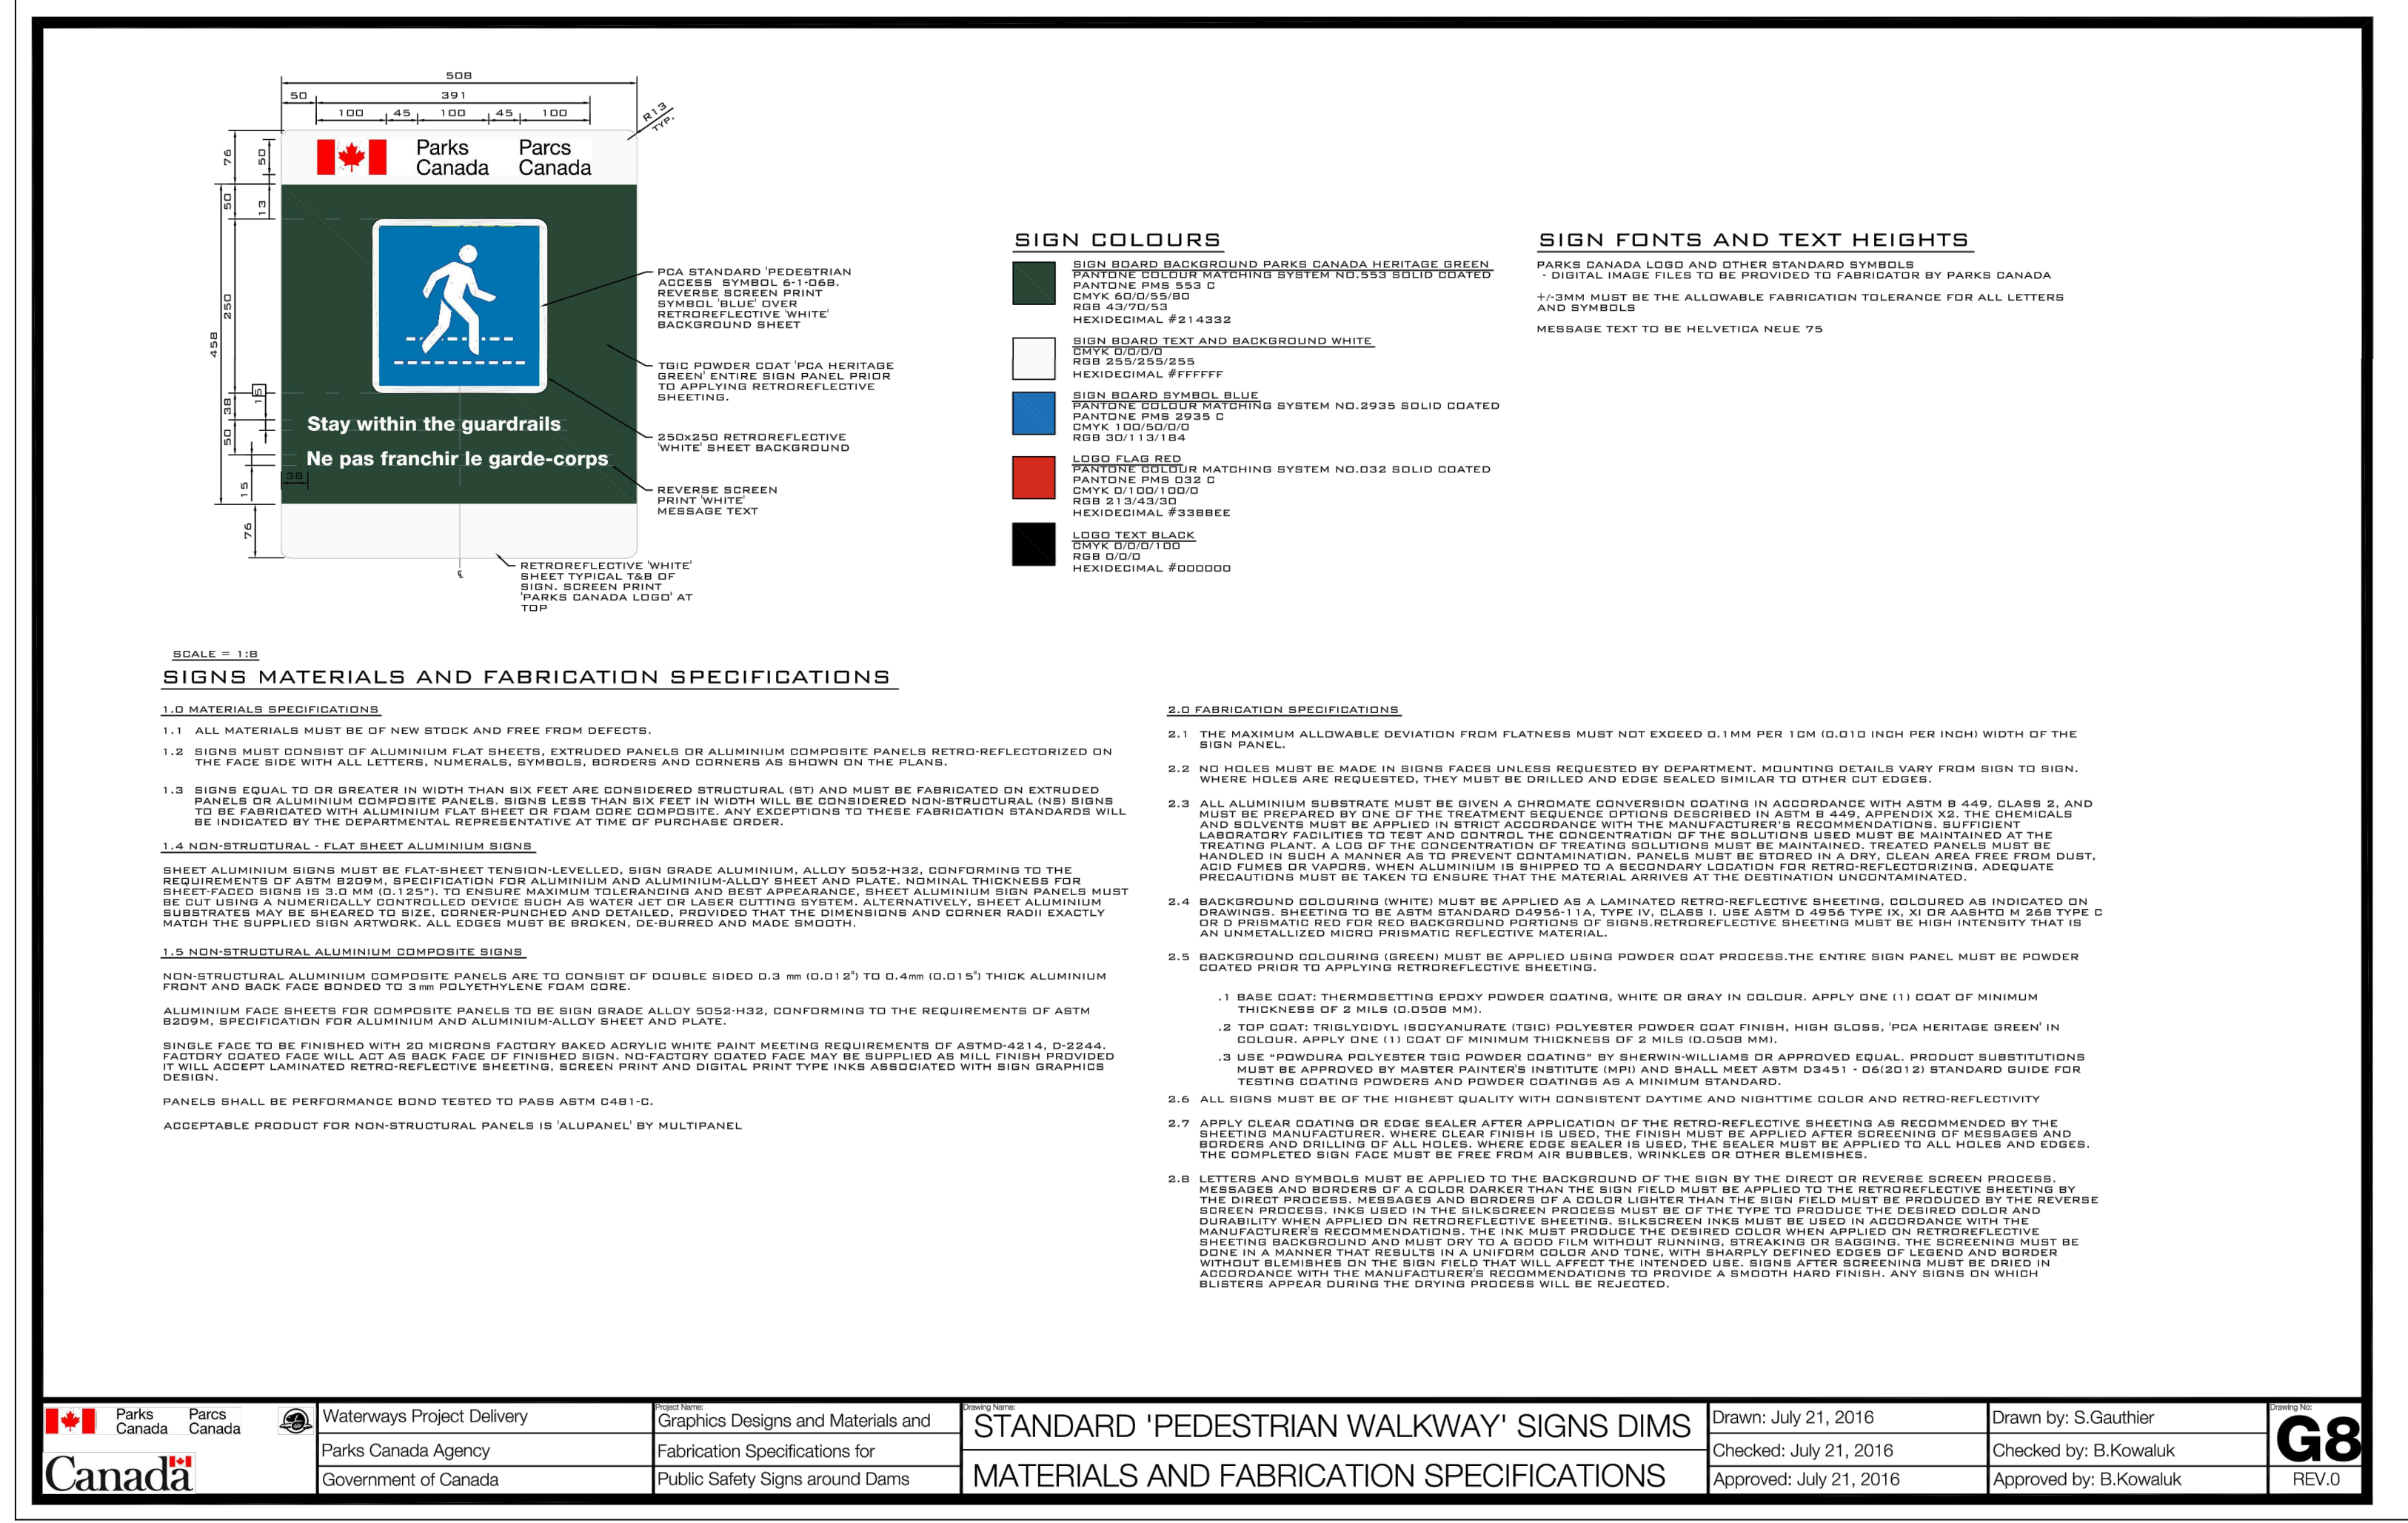 508
50
391
100
45
100
45
100
R13
TYP.
76
50
50
13
250
458
38
15
50
15
38
76
Parks Parcs
Canada Canada
Stay within the guardrails
Ne pas franchir le garde-corps
PCA STANDARD 'PEDESTRIAN
ACCESS SYMBOL 6-1-068.
REVERSE SCREEN PRINT
SYMBOL 'BLUE' OVER
RETROREFLECTIVE 'WHITE'
BACKGROUND SHEET
TGIC POWDER COAT 'PCA HERITAGE
GREEN' ENTIRE SIGN PANEL PRIOR
TO APPLYING RETROREFLECTIVE
SHEETING.
250x250 RETROREFLECTIVE
'WHITE' SHEET BACKGROUND
REVERSE SCREEN
PRINT 'WHITE'
MESSAGE TEXT
RETROREFLECTIVE 'WHITE'
SHEET TYPICAL T&B OF
SIGN. SCREEN PRINT
'PARKS CANADA LOGO' AT
TOP
SIGN COLOURS
SIGN BOARD BACKGROUND PARKS CANADA HERITAGE GREEN
PANTONE COLOUR MATCHING SYSTEM NO.553 SOLID COATED
PANTONE PMS 553 C
CMYK 60/0/55/80
RGB 43/70/53
HEXIDECIMAL #214332
SIGN BOARD TEXT AND BACKGROUND WHITE
CMYK 0/0/0/0
RGB 255/255/255
HEXIDECIMAL #FFFFFF
SIGN BOARD SYMBOL BLUE
PANTONE COLOUR MATCHING SYSTEM NO.2935 SOLID COATED
PANTONE PMS 2935 C
CMYK 100/50/0/0
RGB 30/113/184
LOGO FLAG RED
PANTONE COLOUR MATCHING SYSTEM NO.032 SOLID COATED
PANTONE PMS 032 C
CMYK 0/100/100/0
RGB 213/43/30
HEXIDECIMAL #33BBEE
LOGO TEXT BLACK
CMYK 0/0/0/100
RGB 0/0/0
HEXIDECIMAL #000000
SIGN FONTS AND TEXT HEIGHTS
PARKS CANADA LOGO AND OTHER STANDARD SYMBOLS
- DIGITAL IMAGE FILES TO BE PROVIDED TO FABRICATOR BY PARKS CANADA
+/-3MM MUST BE THE ALLOWABLE FABRICATION TOLERANCE FOR ALL LETTERS
AND SYMBOLS
MESSAGE TEXT TO BE HELVETICA NEUE 75
SCALE = 1:8
SIGNS MATERIALS AND FABRICATION SPECIFICATIONS
1.0 MATERIALS SPECIFICATIONS
1.1 ALL MATERIALS MUST BE OF NEW STOCK AND FREE FROM DEFECTS.
1.2 SIGNS MUST CONSIST OF ALUMINIUM FLAT SHEETS, EXTRUDED PANELS OR ALUMINIUM COMPOSITE PANELS RETRO-REFLECTORIZED ON
THE FACE SIDE WITH ALL LETTERS, NUMERALS, SYMBOLS, BORDERS AND CORNERS AS SHOWN ON THE PLANS.
1.3 SIGNS EQUAL TO OR GREATER IN WIDTH THAN SIX FEET ARE CONSIDERED STRUCTURAL (ST) AND MUST BE FABRICATED ON EXTRUDED
PANELS OR ALUMINIUM COMPOSITE PANELS. SIGNS LESS THAN SIX FEET IN WIDTH WILL BE CONSIDERED NON-STRUCTURAL (NS) SIGNS
TO BE FABRICATED WITH ALUMINIUM FLAT SHEET OR FOAM CORE COMPOSITE. ANY EXCEPTIONS TO THESE FABRICATION STANDARDS WILL
BE INDICATED BY THE DEPARTMENTAL REPRESENTATIVE AT TIME OF PURCHASE ORDER.
1.4 NON-STRUCTURAL - FLAT SHEET ALUMINIUM SIGNS
SHEET ALUMINIUM SIGNS MUST BE FLAT-SHEET TENSION-LEVELLED, SIGN GRADE ALUMINIUM, ALLOY 5052-H32, CONFORMING TO THE
REQUIREMENTS OF ASTM B209M, SPECIFICATION FOR ALUMINIUM AND ALUMINIUM-ALLOY SHEET AND PLATE. NOMINAL THICKNESS FOR
SHEET-FACED SIGNS IS 3.0 MM (0.125"). TO ENSURE MAXIMUM TOLERANCING AND BEST APPEARANCE, SHEET ALUMINIUM SIGN PANELS MUST
BE CUT USING A NUMERICALLY CONTROLLED DEVICE SUCH AS WATER JET OR LASER CUTTING SYSTEM. ALTERNATIVELY, SHEET ALUMINIUM
SUBSTRATES MAY BE SHEARED TO SIZE, CORNER-PUNCHED AND DETAILED, PROVIDED THAT THE DIMENSIONS AND CORNER RADII EXACTLY
MATCH THE SUPPLIED SIGN ARTWORK. ALL EDGES MUST BE BROKEN, DE-BURRED AND MADE SMOOTH.
1.5 NON-STRUCTURAL ALUMINIUM COMPOSITE SIGNS
NON-STRUCTURAL ALUMINIUM COMPOSITE PANELS ARE TO CONSIST OF DOUBLE SIDED 0.3 mm (0.012") TO 0.4mm (0.015") THICK ALUMINIUM
FRONT AND BACK FACE BONDED TO 3mm POLYETHYLENE FOAM CORE.
ALUMINIUM FACE SHEETS FOR COMPOSITE PANELS TO BE SIGN GRADE ALLOY 5052-H32, CONFORMING TO THE REQUIREMENTS OF ASTM
B209M, SPECIFICATION FOR ALUMINIUM AND ALUMINIUM-ALLOY SHEET AND PLATE.
SINGLE FACE TO BE FINISHED WITH 20 MICRONS FACTORY BAKED ACRYLIC WHITE PAINT MEETING REQUIREMENTS OF ASTMD-4214, D-2244.
FACTORY COATED FACE WILL ACT AS BACK FACE OF FINISHED SIGN. NO-FACTORY COATED FACE MAY BE SUPPLIED AS MILL FINISH PROVIDED
IT WILL ACCEPT LAMINATED RETRO-REFLECTIVE SHEETING, SCREEN PRINT AND DIGITAL PRINT TYPE INKS ASSOCIATED WITH SIGN GRAPHICS
DESIGN.
PANELS SHALL BE PERFORMANCE BOND TESTED TO PASS ASTM C481-C.
ACCEPTABLE PRODUCT FOR NON-STRUCTURAL PANELS IS 'ALUPANEL' BY MULTIPANEL
2.0 FABRICATION SPECIFICATIONS
2.1 THE MAXIMUM ALLOWABLE DEVIATION FROM FLATNESS MUST NOT EXCEED 0.1MM PER 1CM (0.010 INCH PER INCH) WIDTH OF THE
SIGN PANEL.
2.2 NO HOLES MUST BE MADE IN SIGNS FACES UNLESS REQUESTED BY DEPARTMENT. MOUNTING DETAILS VARY FROM SIGN TO SIGN.
WHERE HOLES ARE REQUESTED, THEY MUST BE DRILLED AND EDGE SEALED SIMILAR TO OTHER CUT EDGES.
2.3 ALL ALUMINIUM SUBSTRATE MUST BE GIVEN A CHROMATE CONVERSION COATING IN ACCORDANCE WITH ASTM B 449, CLASS 2, AND
MUST BE PREPARED BY ONE OF THE TREATMENT SEQUENCE OPTIONS DESCRIBED IN ASTM B 449, APPENDIX X2. THE CHEMICALS
AND SOLVENTS MUST BE APPLIED IN STRICT ACCORDANCE WITH THE MANUFACTURER'S RECOMMENDATIONS. SUFFICIENT
LABORATORY FACILITIES TO TEST AND CONTROL THE CONCENTRATION OF THE SOLUTIONS USED MUST BE MAINTAINED AT THE
TREATING PLANT. A LOG OF THE CONCENTRATION OF TREATING SOLUTIONS MUST BE MAINTAINED. TREATED PANELS MUST BE
HANDLED IN SUCH A MANNER AS TO PREVENT CONTAMINATION. PANELS MUST BE STORED IN A DRY, CLEAN AREA FREE FROM DUST,
ACID FUMES OR VAPORS. WHEN ALUMINIUM IS SHIPPED TO A SECONDARY LOCATION FOR RETRO-REFLECTORIZING, ADEQUATE
PRECAUTIONS MUST BE TAKEN TO ENSURE THAT THE MATERIAL ARRIVES AT THE DESTINATION UNCONTAMINATED.
2.4 BACKGROUND COLOURING (WHITE) MUST BE APPLIED AS A LAMINATED RETRO-REFLECTIVE SHEETING, COLOURED AS INDICATED ON
DRAWINGS. SHEETING TO BE ASTM STANDARD D4956-11A, TYPE IV, CLASS I. USE ASTM D 4956 TYPE IX, XI OR AASHTO M 268 TYPE C
OR D PRISMATIC RED FOR RED BACKGROUND PORTIONS OF SIGNS.RETROREFLECTIVE SHEETING MUST BE HIGH INTENSITY THAT IS
AN UNMETALLIZED MICRO PRISMATIC REFLECTIVE MATERIAL.
2.5 BACKGROUND COLOURING (GREEN) MUST BE APPLIED USING POWDER COAT PROCESS.THE ENTIRE SIGN PANEL MUST BE POWDER
COATED PRIOR TO APPLYING RETROREFLECTIVE SHEETING.
.1 BASE COAT: THERMOSETTING EPOXY POWDER COATING, WHITE OR GRAY IN COLOUR. APPLY ONE (1) COAT OF MINIMUM
THICKNESS OF 2 MILS (0.0508 MM).
.2 TOP COAT: TRIGLYCIDYL ISOCYANURATE (TGIC) POLYESTER POWDER COAT FINISH, HIGH GLOSS, 'PCA HERITAGE GREEN' IN
COLOUR. APPLY ONE (1) COAT OF MINIMUM THICKNESS OF 2 MILS (0.0508 MM).
.3 USE "POWDURA POLYESTER TGIC POWDER COATING" BY SHERWIN-WILLIAMS OR APPROVED EQUAL. PRODUCT SUBSTITUTIONS
MUST BE APPROVED BY MASTER PAINTER'S INSTITUTE (MPI) AND SHALL MEET ASTM D3451 - 06(2012) STANDARD GUIDE FOR
TESTING COATING POWDERS AND POWDER COATINGS AS A MINIMUM STANDARD.
2.6 ALL SIGNS MUST BE OF THE HIGHEST QUALITY WITH CONSISTENT DAYTIME AND NIGHTTIME COLOR AND RETRO-REFLECTIVITY
2.7 APPLY CLEAR COATING OR EDGE SEALER AFTER APPLICATION OF THE RETRO-REFLECTIVE SHEETING AS RECOMMENDED BY THE
SHEETING MANUFACTURER. WHERE CLEAR FINISH IS USED, THE FINISH MUST BE APPLIED AFTER SCREENING OF MESSAGES AND
BORDERS AND DRILLING OF ALL HOLES. WHERE EDGE SEALER IS USED, THE SEALER MUST BE APPLIED TO ALL HOLES AND EDGES.
THE COMPLETED SIGN FACE MUST BE FREE FROM AIR BUBBLES, WRINKLES OR OTHER BLEMISHES.
2.8 LETTERS AND SYMBOLS MUST BE APPLIED TO THE BACKGROUND OF THE SIGN BY THE DIRECT OR REVERSE SCREEN PROCESS.
MESSAGES AND BORDERS OF A COLOR DARKER THAN THE SIGN FIELD MUST BE APPLIED TO THE RETROREFLECTIVE SHEETING BY
THE DIRECT PROCESS. MESSAGES AND BORDERS OF A COLOR LIGHTER THAN THE SIGN FIELD MUST BE PRODUCED BY THE REVERSE
SCREEN PROCESS. INKS USED IN THE SILKSCREEN PROCESS MUST BE OF THE TYPE TO PRODUCE THE DESIRED COLOR AND
DURABILITY WHEN APPLIED ON RETROREFLECTIVE SHEETING. SILKSCREEN INKS MUST BE USED IN ACCORDANCE WITH THE
MANUFACTURER'S RECOMMENDATIONS. THE INK MUST PRODUCE THE DESIRED COLOR WHEN APPLIED ON RETROREFLECTIVE
SHEETING BACKGROUND AND MUST DRY TO A GOOD FILM WITHOUT RUNNING, STREAKING OR SAGGING. THE SCREENING MUST BE
DONE IN A MANNER THAT RESULTS IN A UNIFORM COLOR AND TONE, WITH SHARPLY DEFINED EDGES OF LEGEND AND BORDER
WITHOUT BLEMISHES ON THE SIGN FIELD THAT WILL AFFECT THE INTENDED USE. SIGNS AFTER SCREENING MUST BE DRIED IN
ACCORDANCE WITH THE MANUFACTURER'S RECOMMENDATIONS TO PROVIDE A SMOOTH HARD FINISH. ANY SIGNS ON WHICH
BLISTERS APPEAR DURING THE DRYING PROCESS WILL BE REJECTED.
Parks Parcs
Canada Canada
Canada
Waterways Project Delivery
Parks Canada Agency
Government of Canada
Project Name:
Graphics Designs and Materials and
Fabrication Specifications for
Public Safety Signs around Dams
Drawing Name:
STANDARD 'PEDESTRIAN WALKWAY' SIGNS DIMS
MATERIALS AND FABRICATION SPECIFICATIONS
Drawn: July 21, 2016
Checked: July 21, 2016
Approved: July 21, 2016
Drawn by: S.Gauthier
Checked by: B.Kowaluk
Approved by: B.Kowaluk
Drawing No:
G8
REV.0